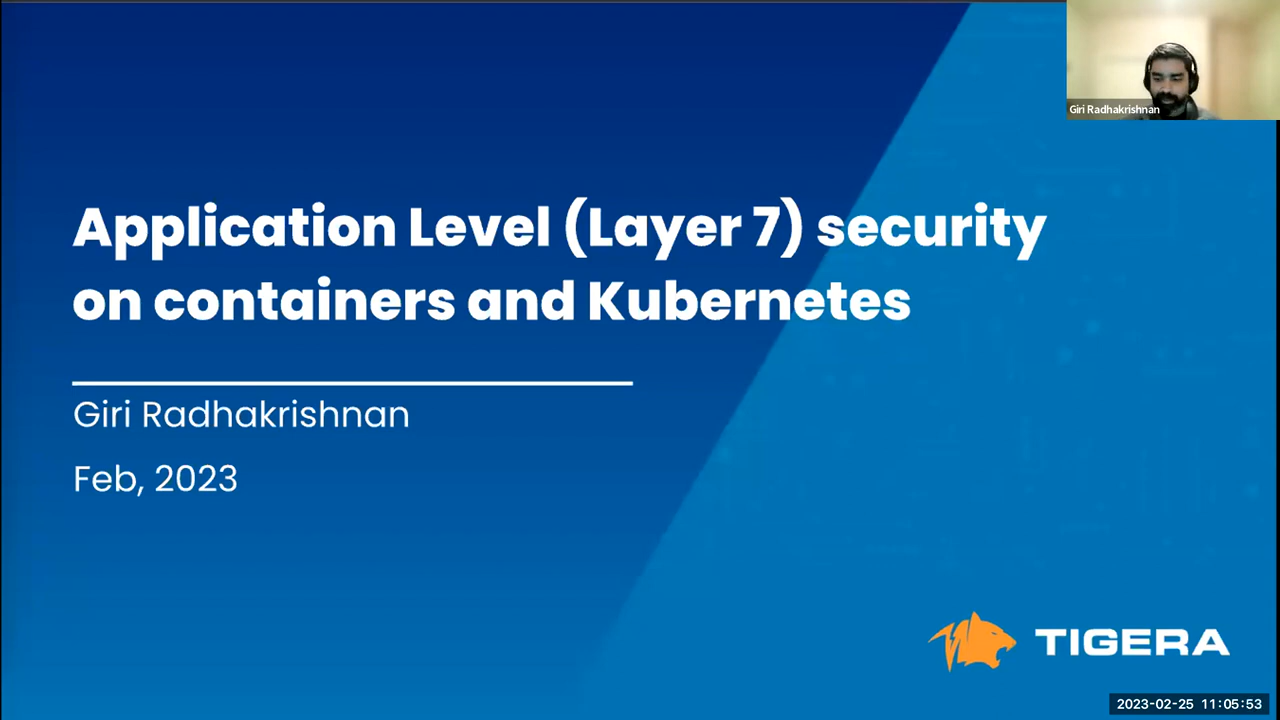 Giri Radhakrishnan
Application Level (Layer 7) security
on containers and Kubernetes
Giri Radhakrishnan
Feb, 2023
TIGERA
2023-02-25 11:05:53